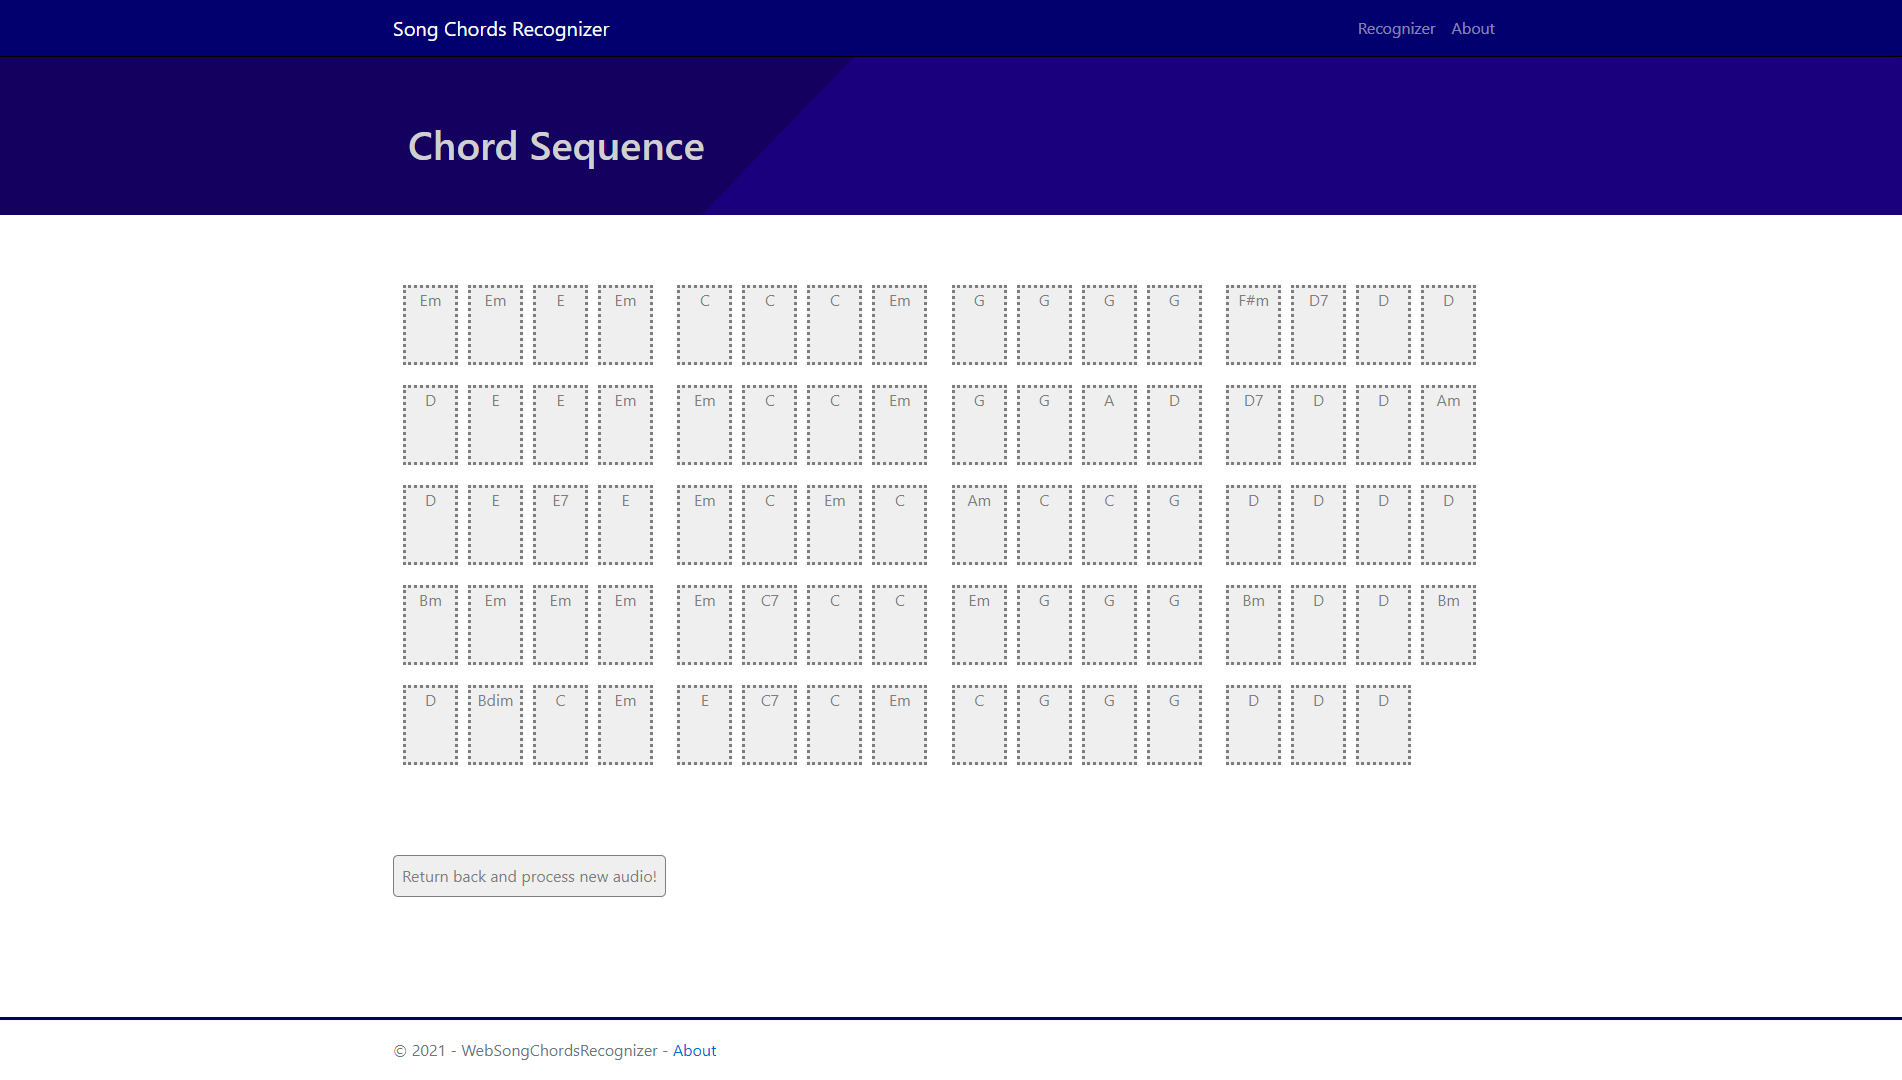 Song Chords Recognizer Recognizer About
Chord Sequence
Em Em E Em C C C Em G G G G F#m D7 D D
D E E Em Em C C Em G G A D D7 D D Am
D E E7 E Em C Em C Am C C G D D D D
Bm Em Em Em Em C7 C C Em G G G Bm D D Bm
D Bdim C Em E C7 C Em C G G G D D D
Return back and process new audio!
© 2021 - WebSongChordsRecognizer - About